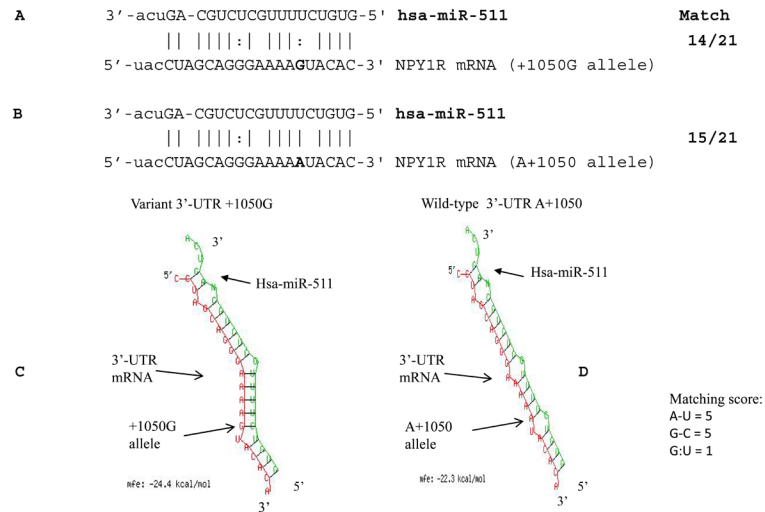 A 3'-acuGA-CGUCUCGUUUUCUGUG-5' hsa-miR-511 Match
|| ||||:| |||: |||| 14/21
5'-uacCUAGCAGGGAAAAGUACAC-3' NPY1R mRNA (+1050G allele)
B 3'-acuGA-CGUCUCGUUUUCUGUG-5' hsa-miR-511
|| ||||:| |||| |||| 15/21
5'-uacCUAGCAGGGAAAAAUACAC-3' NPY1R mRNA (A+1050 allele)
Variant 3'-UTR +1050G
Wild-type 3'-UTR A+1050
3'
5'
Hsa-miR-511
3'-UTR
mRNA
C
+1050G
allele
mfe: -24.4 kcal/mol
5'
3'
3'
5'
Hsa-miR-511
3'-UTR
mRNA
D
A+1050
allele
mfe: -22.3 kcal/mol
5'
3'
Matching score:
A-U = 5
G-C = 5
G:U = 1